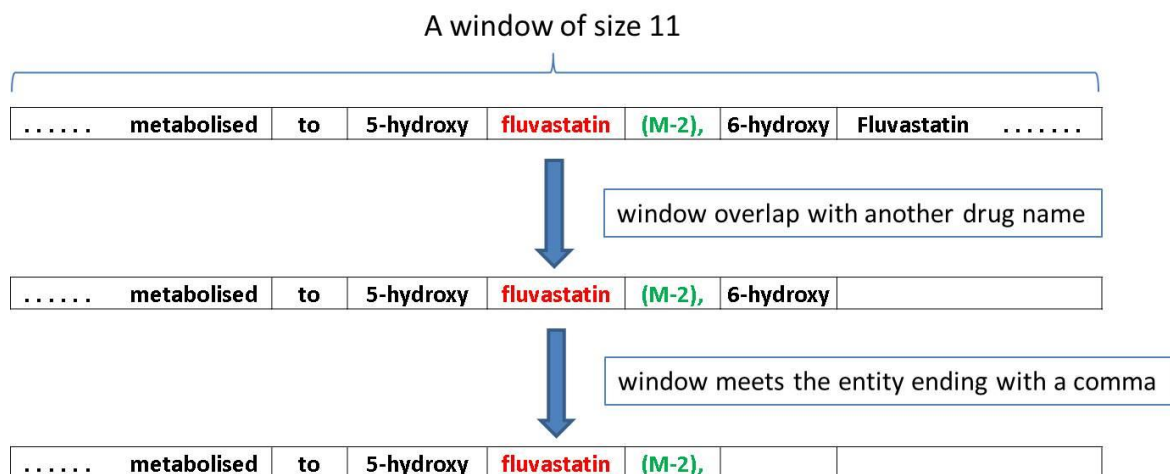 A window of size 11
...... metabolised to 5-hydroxy fluvastatin (M-2), 6-hydroxy Fluvastatin .......
window overlap with another drug name
...... metabolised to 5-hydroxy fluvastatin (M-2), 6-hydroxy
window meets the entity ending with a comma
...... metabolised to 5-hydroxy fluvastatin (M-2),